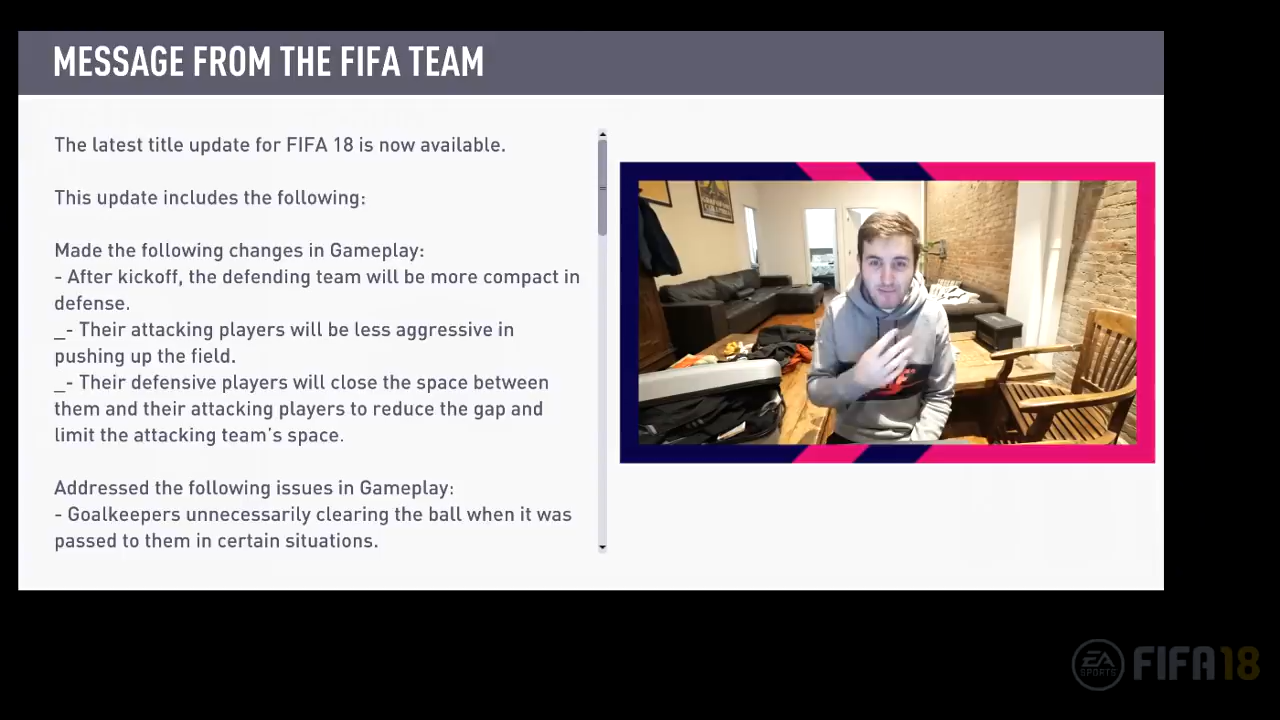 MESSAGE FROM THE FIFA TEAM
The latest title update for FIFA 18 is now available.
This update includes the following:
Made the following changes in Gameplay:
- After kickoff, the defending team will be more compact in
defense.
_- Their attacking players will be less aggressive in
pushing up the field.
_- Their defensive players will close the space between
them and their attacking players to reduce the gap and
limit the attacking team's space.
Addressed the following issues in Gameplay:
- Goalkeepers unnecessarily clearing the ball when it was
passed to them in certain situations.
EA SPORTS FIFA 18